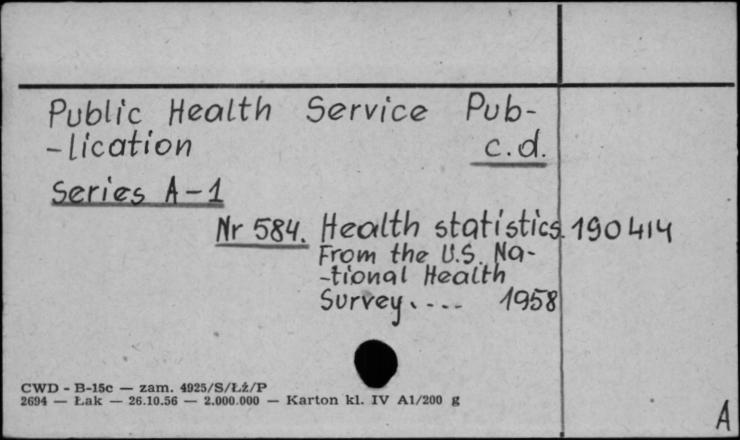 Public Health Service Pub-
-lication c.d.
Series A-1
Nr 584. Health statistics. 190414
From the U.S. Na-
-tional Health
Survey.... 1958
CWD - B-15c — zam. 4925/S/Łż/P
2694 — Łak — 26.10.56 — 2.000.000 — Karton kl. IV A1/200 g
A